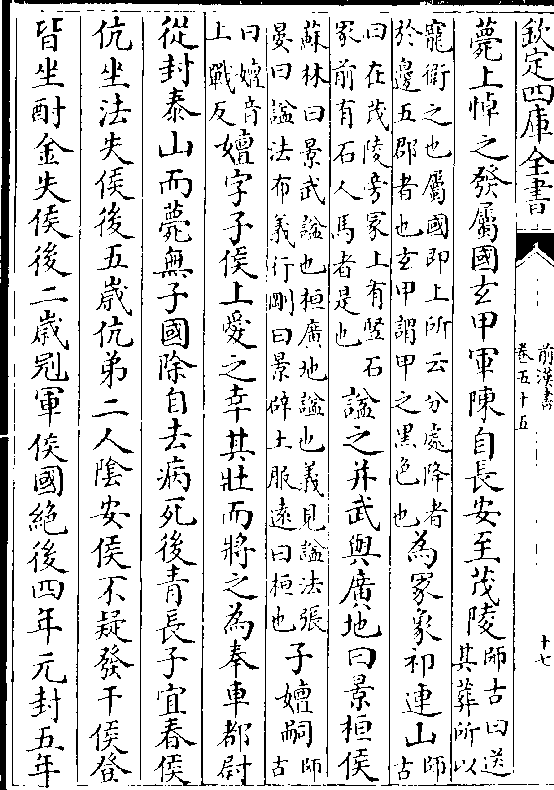 欽定四庫全書
前漢書
卷五十五
十七
薨上悼之發屬國玄甲軍陳自長安至茂陵師古曰送其葬所以
寵衛之也屬國即上所云分處降者於邊五郡者也玄甲謂甲之黑色也為冢象祁連山師古
曰在茂陵旁冢上有豎石冢前有石人馬者是也諡之并武與廣地曰景桓侯
蘇林曰景武諡也桓廣地諡也義見諡法張晏曰諡法布義行剛曰景辟土服遠曰桓也子嬗嗣師古
曰嬗音上戰反嬗字子侯上愛之幸其壯而將之為奉車都尉
從封泰山而薨無子國除自去病死後青長子宜春侯
伉坐法失侯後五歲伉弟二人陰安侯不疑發干侯登
皆坐酎金失侯後二歲冠軍侯國絕後四年元封五年